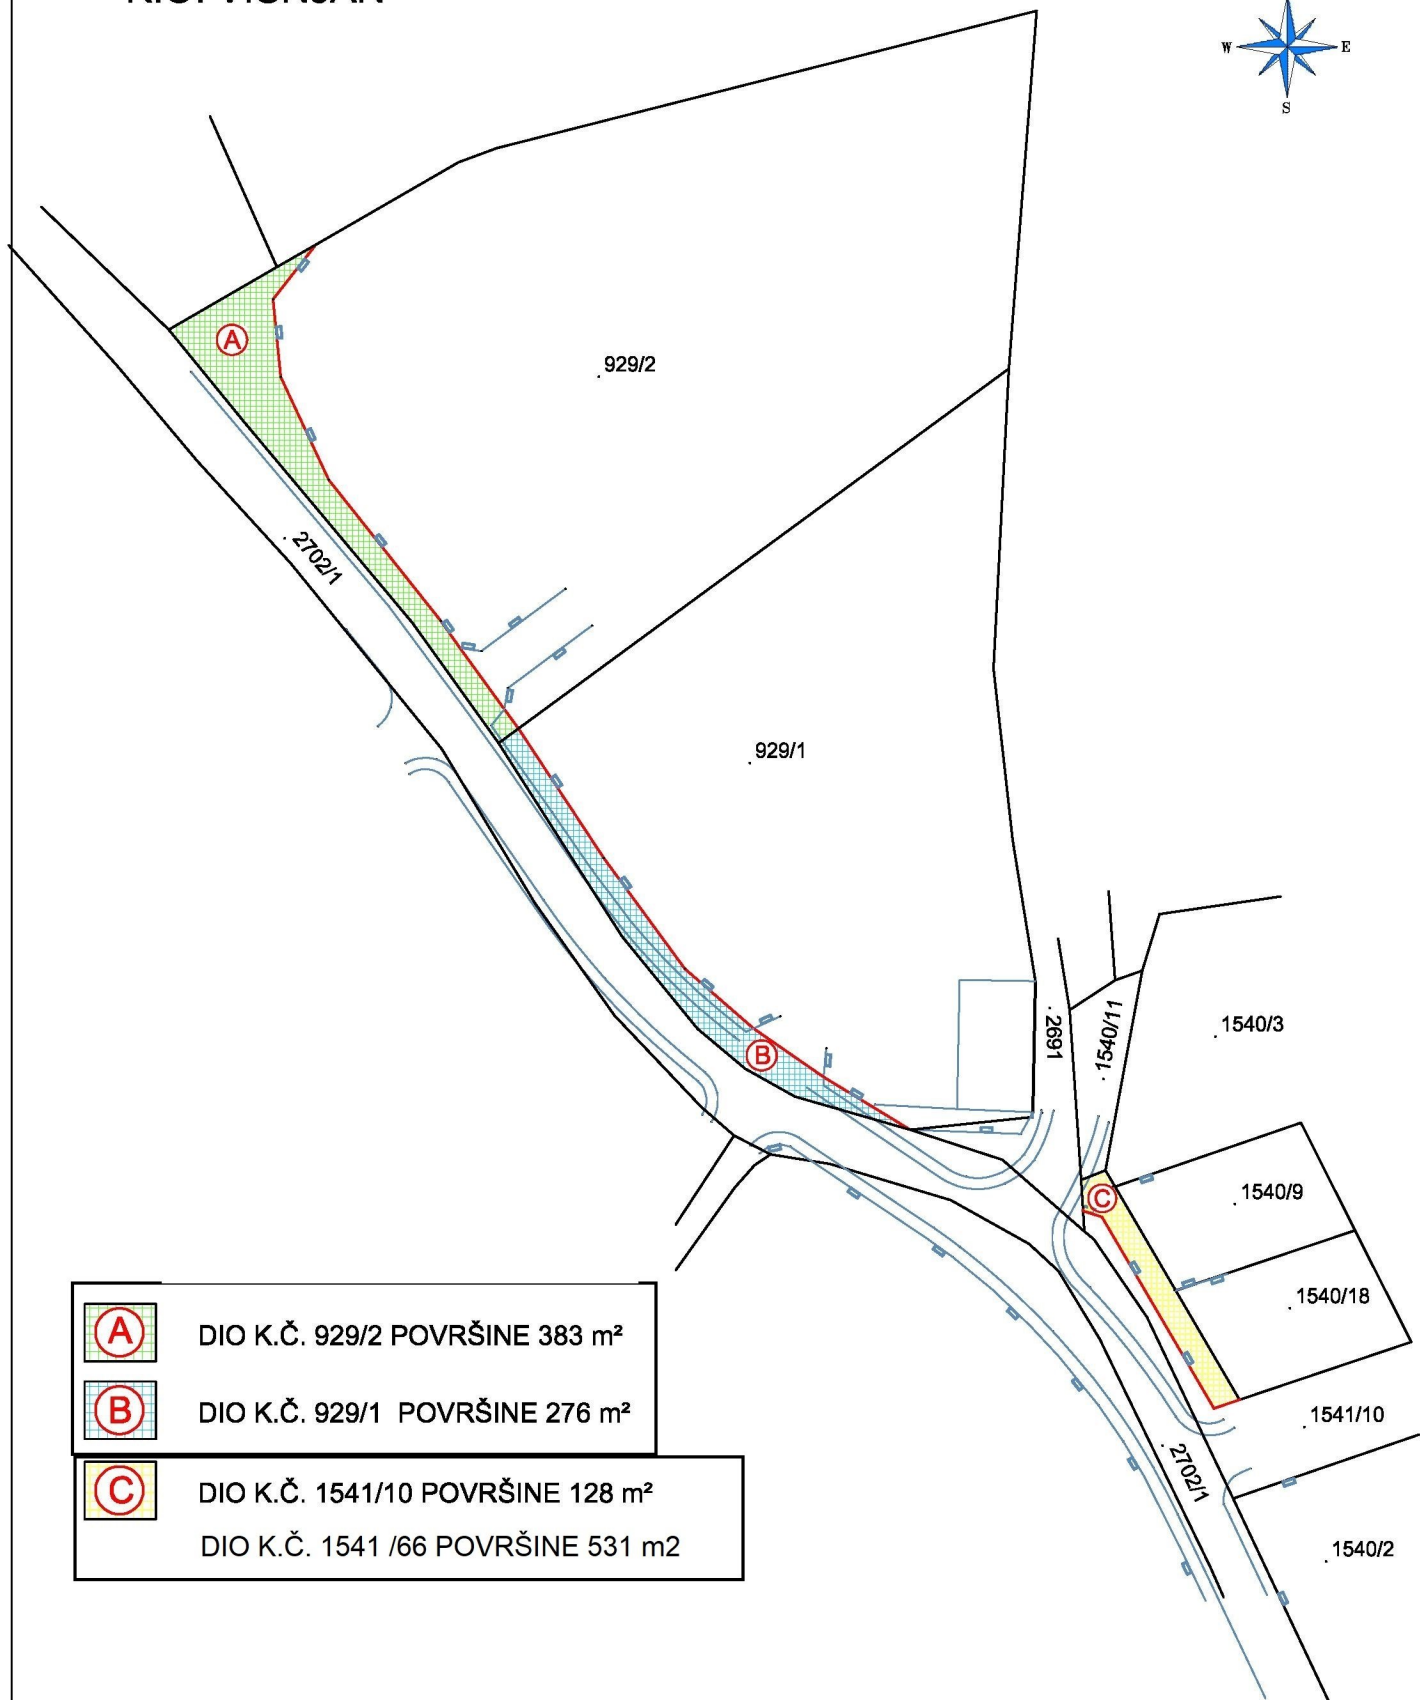 W E
S
A
929/2
2702/1
929/1
B
2691
1540/11
1540/3
C
1540/9
1540/18
1541/10
2702/1
1540/2
A DIO K.Č. 929/2 POVRŠINE 383 m²
B DIO K.Č. 929/1 POVRŠINE 276 m²
C DIO K.Č. 1541/10 POVRŠINE 128 m²
DIO K.Č. 1541 /66 POVRŠINE 531 m2